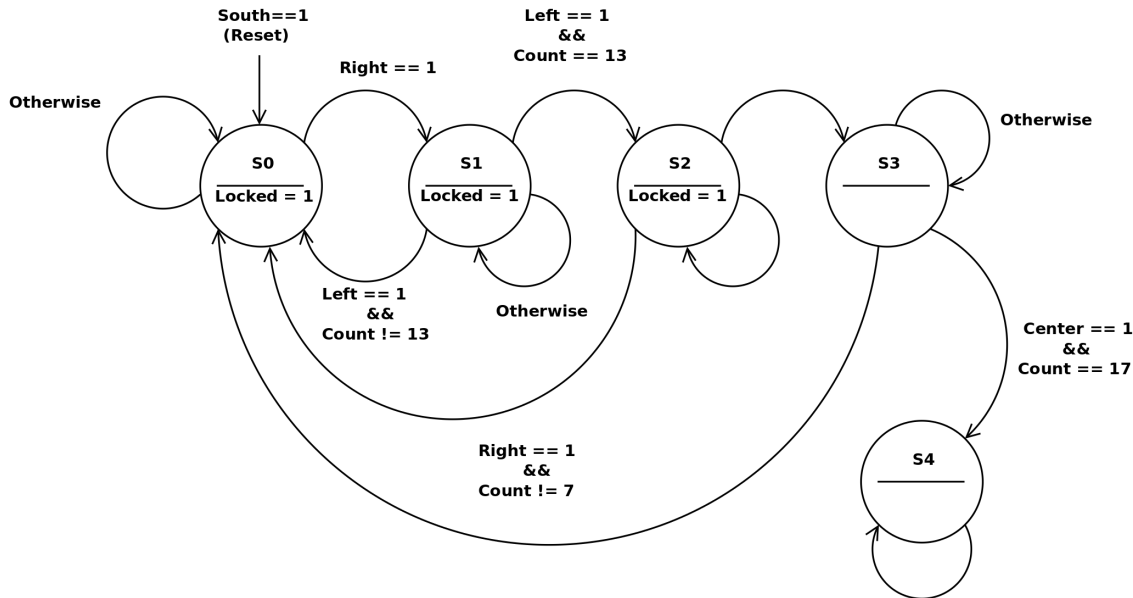 South==1
(Reset)
Left == 1
&&
Count == 13
Right == 1
Otherwise
Otherwise
S0
Locked = 1
S1
Locked = 1
S2
Locked = 1
S3
Left == 1
&&
Count != 13
Otherwise
Center == 1
&&
Count == 17
Right == 1
&&
Count != 7
S4